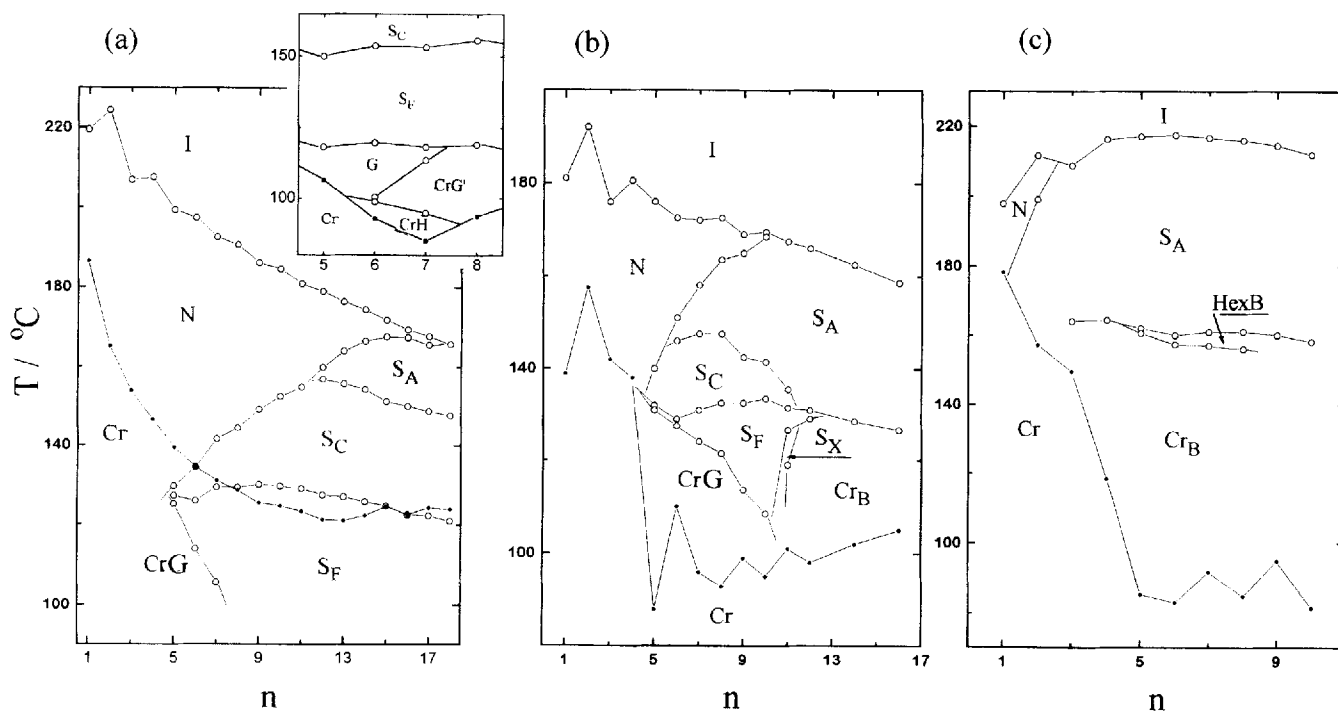 (a)
S_C
150
S_F
G
CrG'
100
Cr
CrH
5 6 7 8
220
I
180
N
S_A
Cr
S_C
140
CrG
S_F
100
1 5 9 13 17
n
T / °C
(b)
I
180
N
S_A
140
S_C
S_F
S_X
CrG
Cr_B
100
Cr
1 5 9 13 17
n
(c)
220
I
N
S_A
180
HexB
140
Cr
Cr_B
100
1 5 9
n